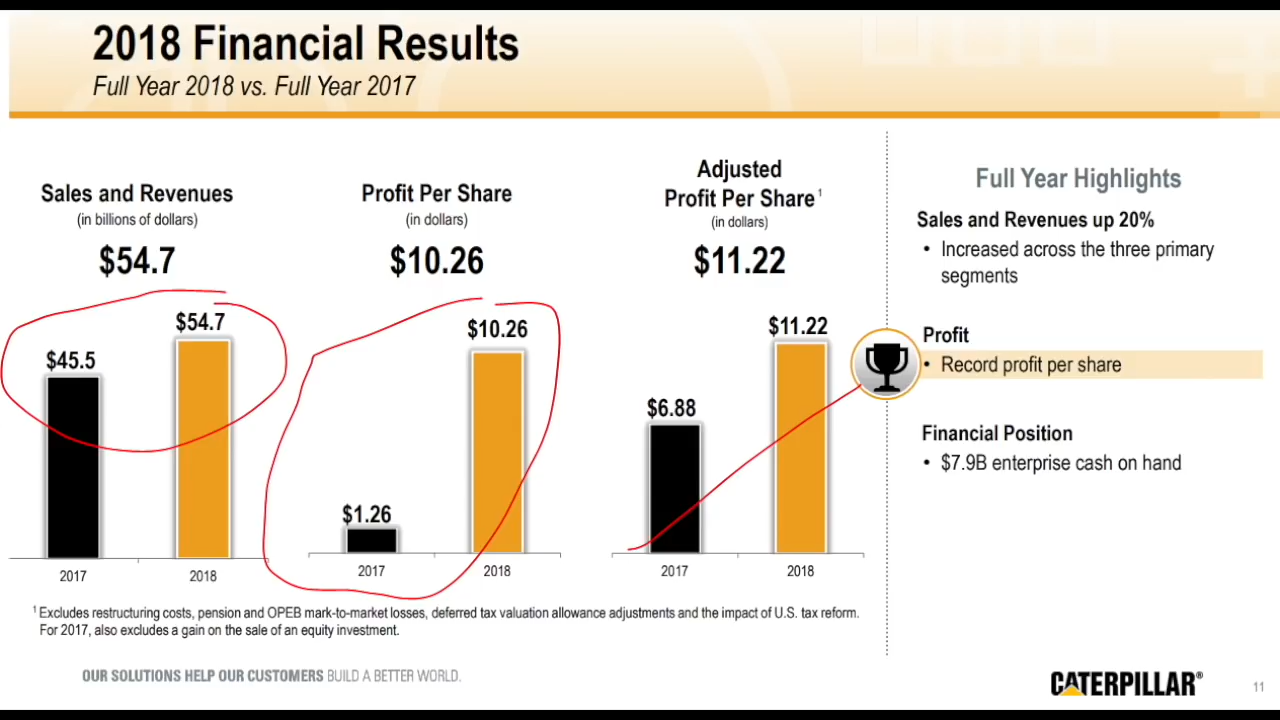 2018 Financial Results
Full Year 2018 vs. Full Year 2017
Sales and Revenues
(in billions of dollars)
$54.7
$54.7
$45.5
2017 2018
Profit Per Share
(in dollars)
$10.26
$10.26
$1.26
2017 2018
Adjusted
Profit Per Share 1
(in dollars)
$11.22
$11.22
$6.88
2017 2018
Full Year Highlights
Sales and Revenues up 20%
• Increased across the three primary
segments
Profit
• Record profit per share
Financial Position
• $7.9B enterprise cash on hand
1 Excludes restructuring costs, pension and OPEB mark-to-market losses, deferred tax valuation allowance adjustments and the impact of U.S. tax reform.
For 2017, also excludes a gain on the sale of an equity investment.
OUR SOLUTIONS HELP OUR CUSTOMERS BUILD A BETTER WORLD.
CATERPILLAR®
11